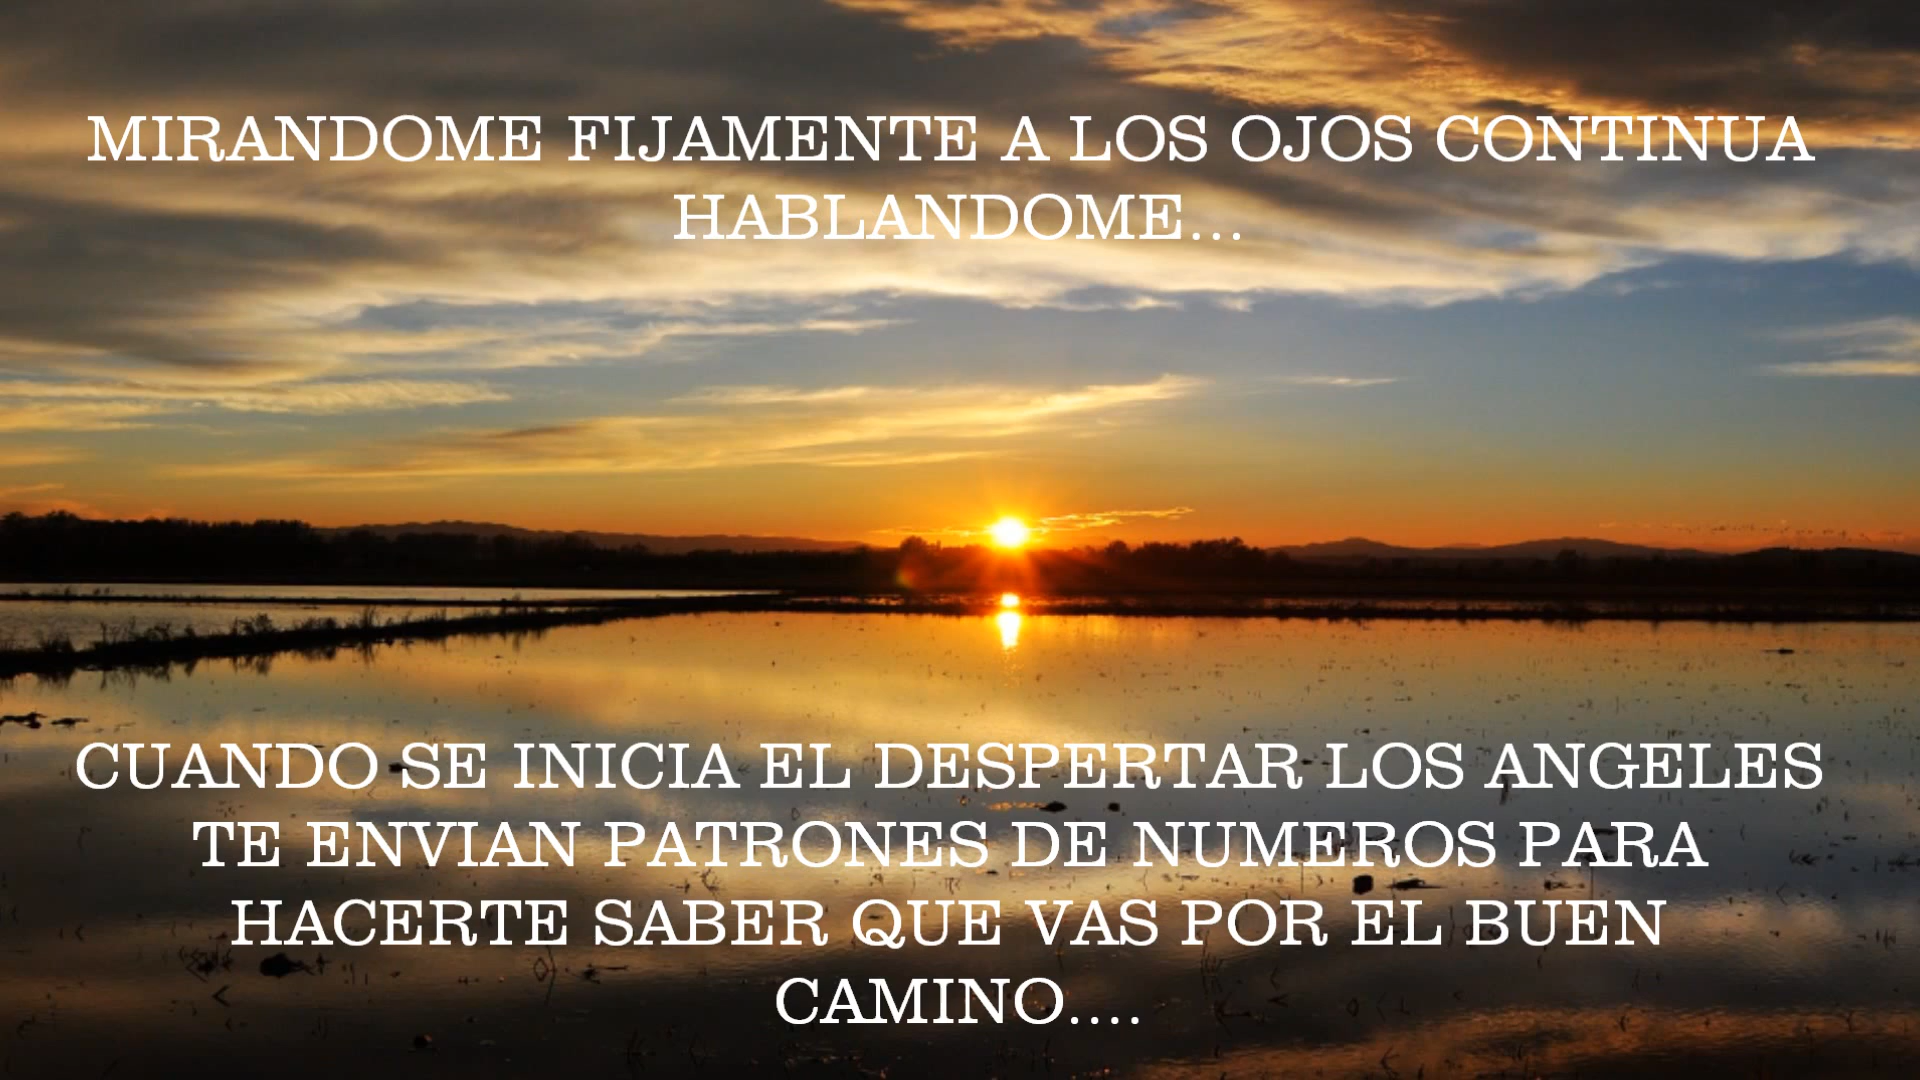 MIRANDOME FIJAMENTE A LOS OJOS CONTINUA
HABLANDOME...
CUANDO SE INICIA EL DESPERTAR LOS ANGELES
TE ENVIAN PATRONES DE NUMEROS PARA
HACERTE SABER QUE VAS POR EL BUEN
CAMINO....